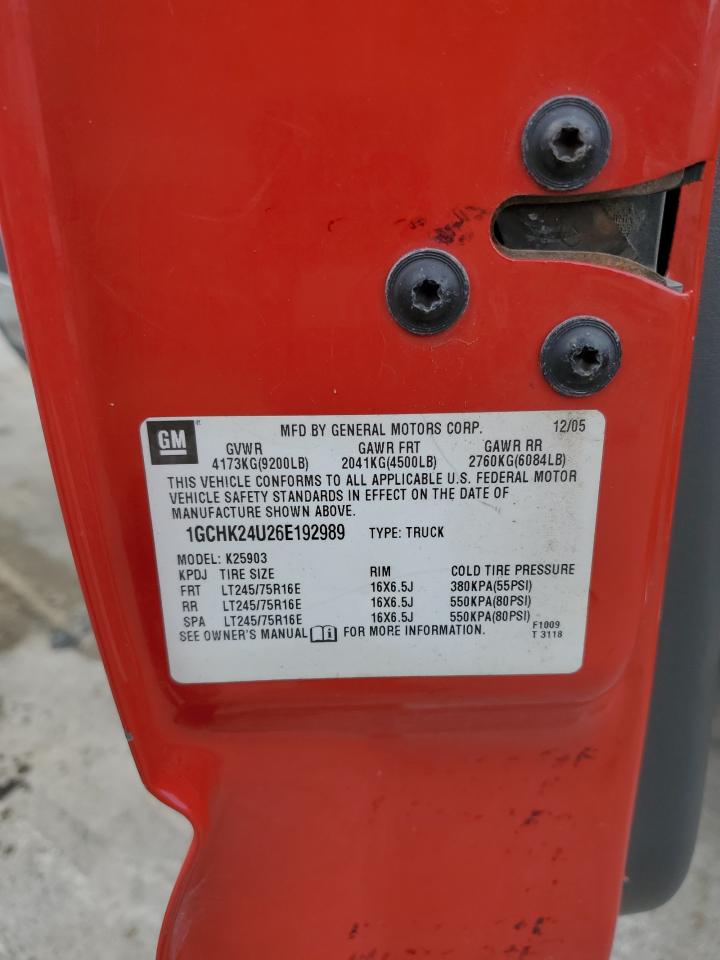 GM MFD BY GENERAL MOTORS CORP. 12/05
GVWR GAWR FRT GAWR RR
4173KG(9200LB) 2041KG(4500LB) 2760KG(6084LB)
THIS VEHICLE CONFORMS TO ALL APPLICABLE U.S. FEDERAL MOTOR
VEHICLE SAFETY STANDARDS IN EFFECT ON THE DATE OF
MANUFACTURE SHOWN ABOVE.
1GCHK24U26E192989 TYPE: TRUCK
MODEL: K25903
KPDJ TIRE SIZE RIM COLD TIRE PRESSURE
FRT LT245/75R16E 16X6.5J 380KPA(55PSI)
RR LT245/75R16E 16X6.5J 550KPA(80PSI)
SPA LT245/75R16E 16X6.5J 550KPA(80PSI)
SEE OWNER'S MANUAL FOR MORE INFORMATION.
F1009
T 3118